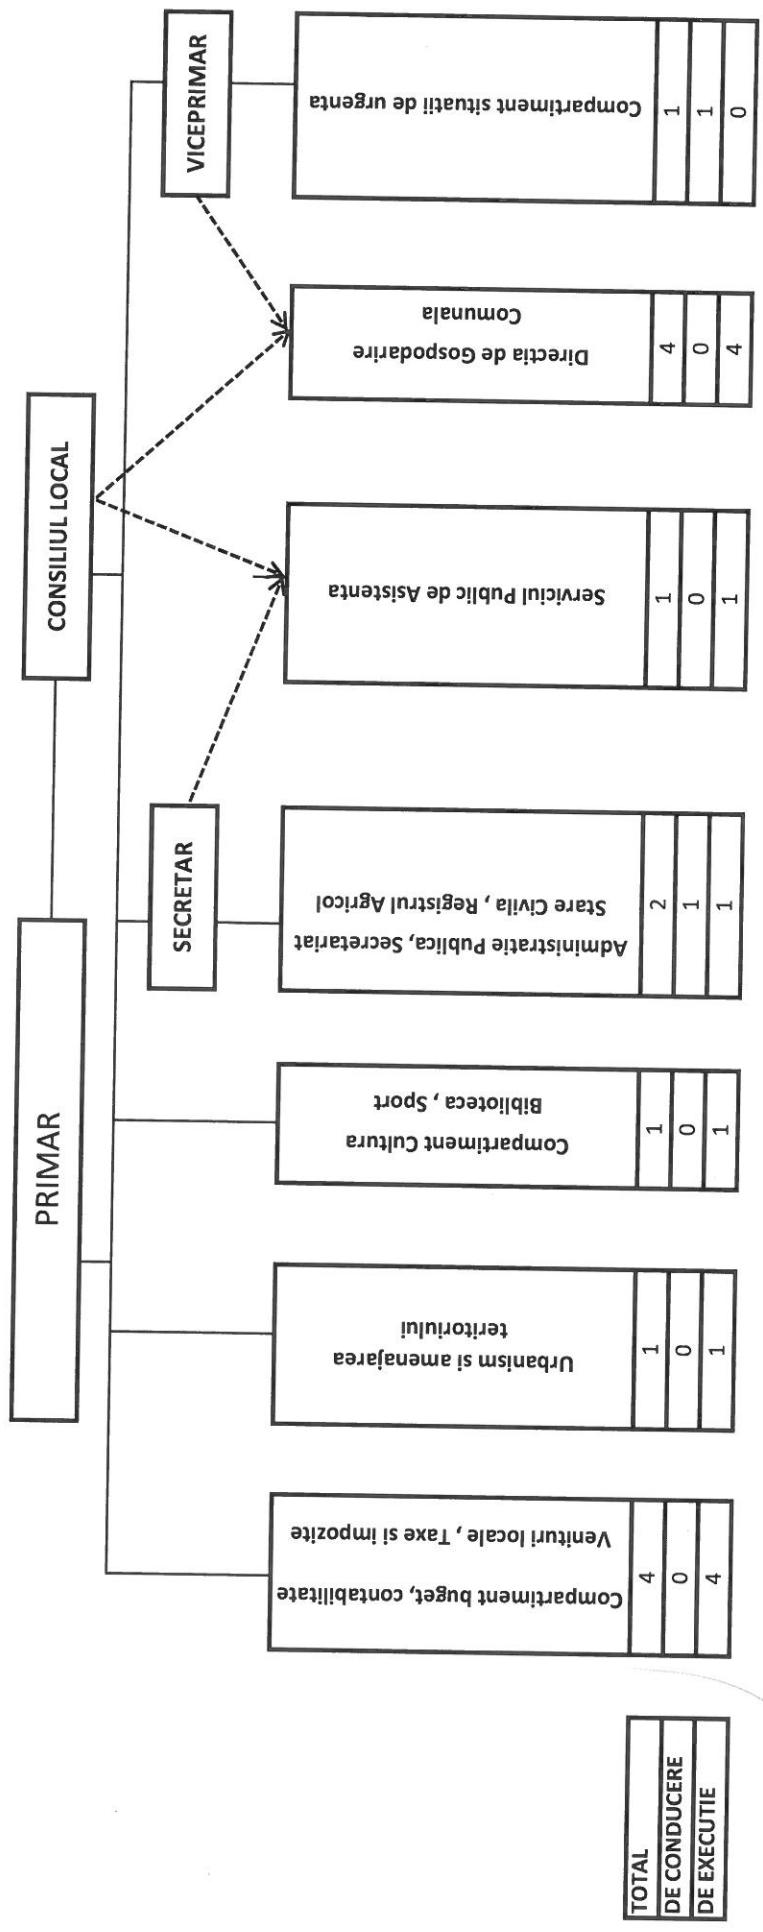 PRIMAR
CONSILIUL LOCAL
SECRETAR
VICEPRIMAR
Compartiment buget, contabilitate
Venituri locale , Taxe si impozite
Urbanism si amenajarea
teritoriului
Compartiment Cultura
Biblioteca , Sport
Administratie Publica, Secretariat
Stare Civila , Registrul Agricol
Serviciul Public de Asistenta
Directia de Gospodarire
Comunala
Compartiment situatii de urgenta
TOTAL 4 1 1 2 1 4 1
DE CONDUCERE 0 0 0 1 0 0 1
DE EXECUTIE 4 1 1 1 1 4 0